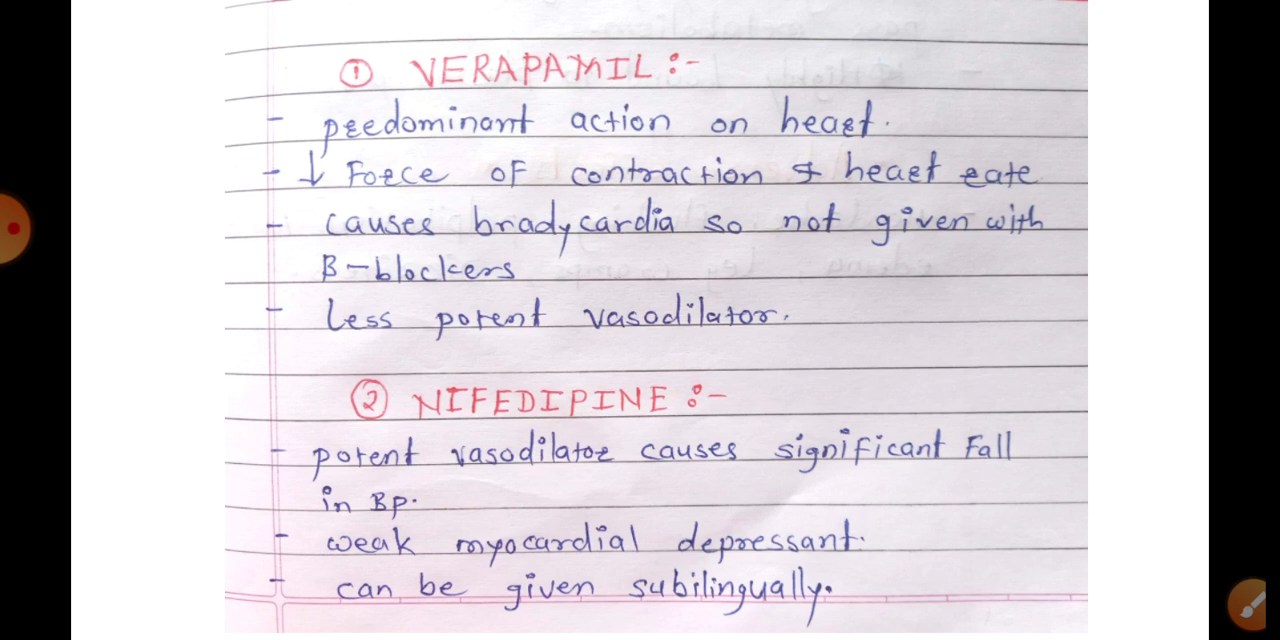 ① VERAPAMIL :-
- predominant action on heart.
- ↓ Force of contraction & heart rate
- causes bradycardia so not given with
β-blockers
- Less potent vasodilator.
② NIFEDIPINE :-
- potent vasodilator causes significant Fall
in BP.
- weak myocardial depressant.
- can be given subilingually.